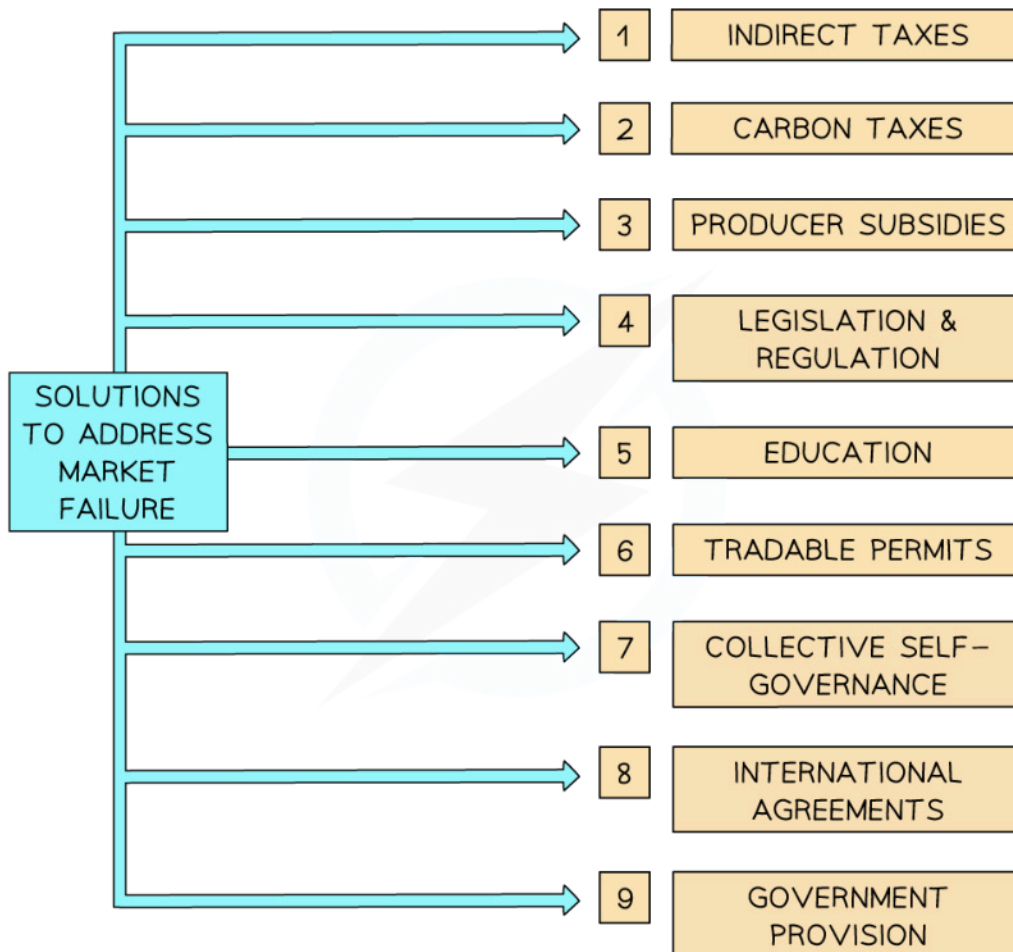 1 INDIRECT TAXES
2 CARBON TAXES
3 PRODUCER SUBSIDIES
4 LEGISLATION &
REGULATION
SOLUTIONS
TO ADDRESS
MARKET
FAILURE
5 EDUCATION
6 TRADABLE PERMITS
7 COLLECTIVE SELF-
GOVERNANCE
8 INTERNATIONAL
AGREEMENTS
9 GOVERNMENT
PROVISION